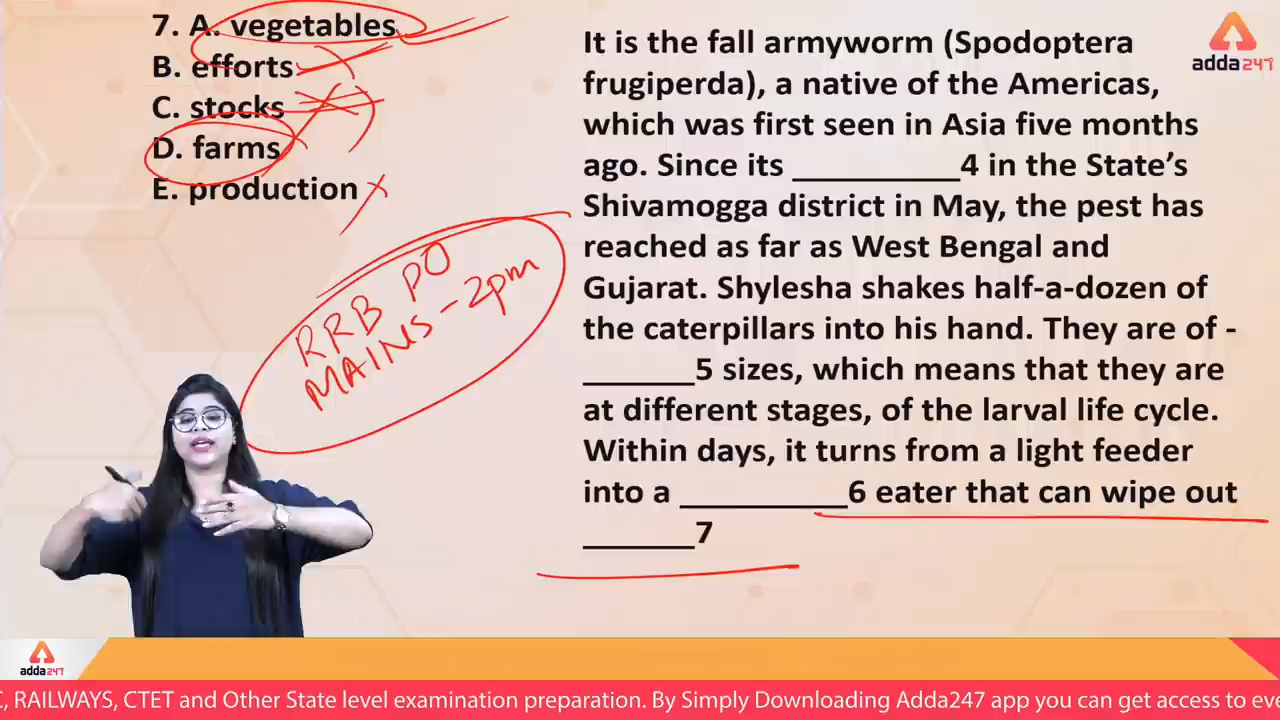 7. A. vegetables
B. efforts
C. stocks
D. farms
E. production
RRB PO
MAINS - 2pm
It is the fall armyworm (Spodoptera
frugiperda), a native of the Americas,
which was first seen in Asia five months
ago. Since its __________4 in the State’s
Shivamogga district in May, the pest has
reached as far as West Bengal and
Gujarat. Shylesha shakes half-a-dozen of
the caterpillars into his hand. They are of -
_______5 sizes, which means that they are
at different stages, of the larval life cycle.
Within days, it turns from a light feeder
into a __________6 eater that can wipe out
_______7
adda247
adda247
C, RAILWAYS, CTET and Other State level examination preparation. By Simply Downloading Adda247 app you can get access to eve